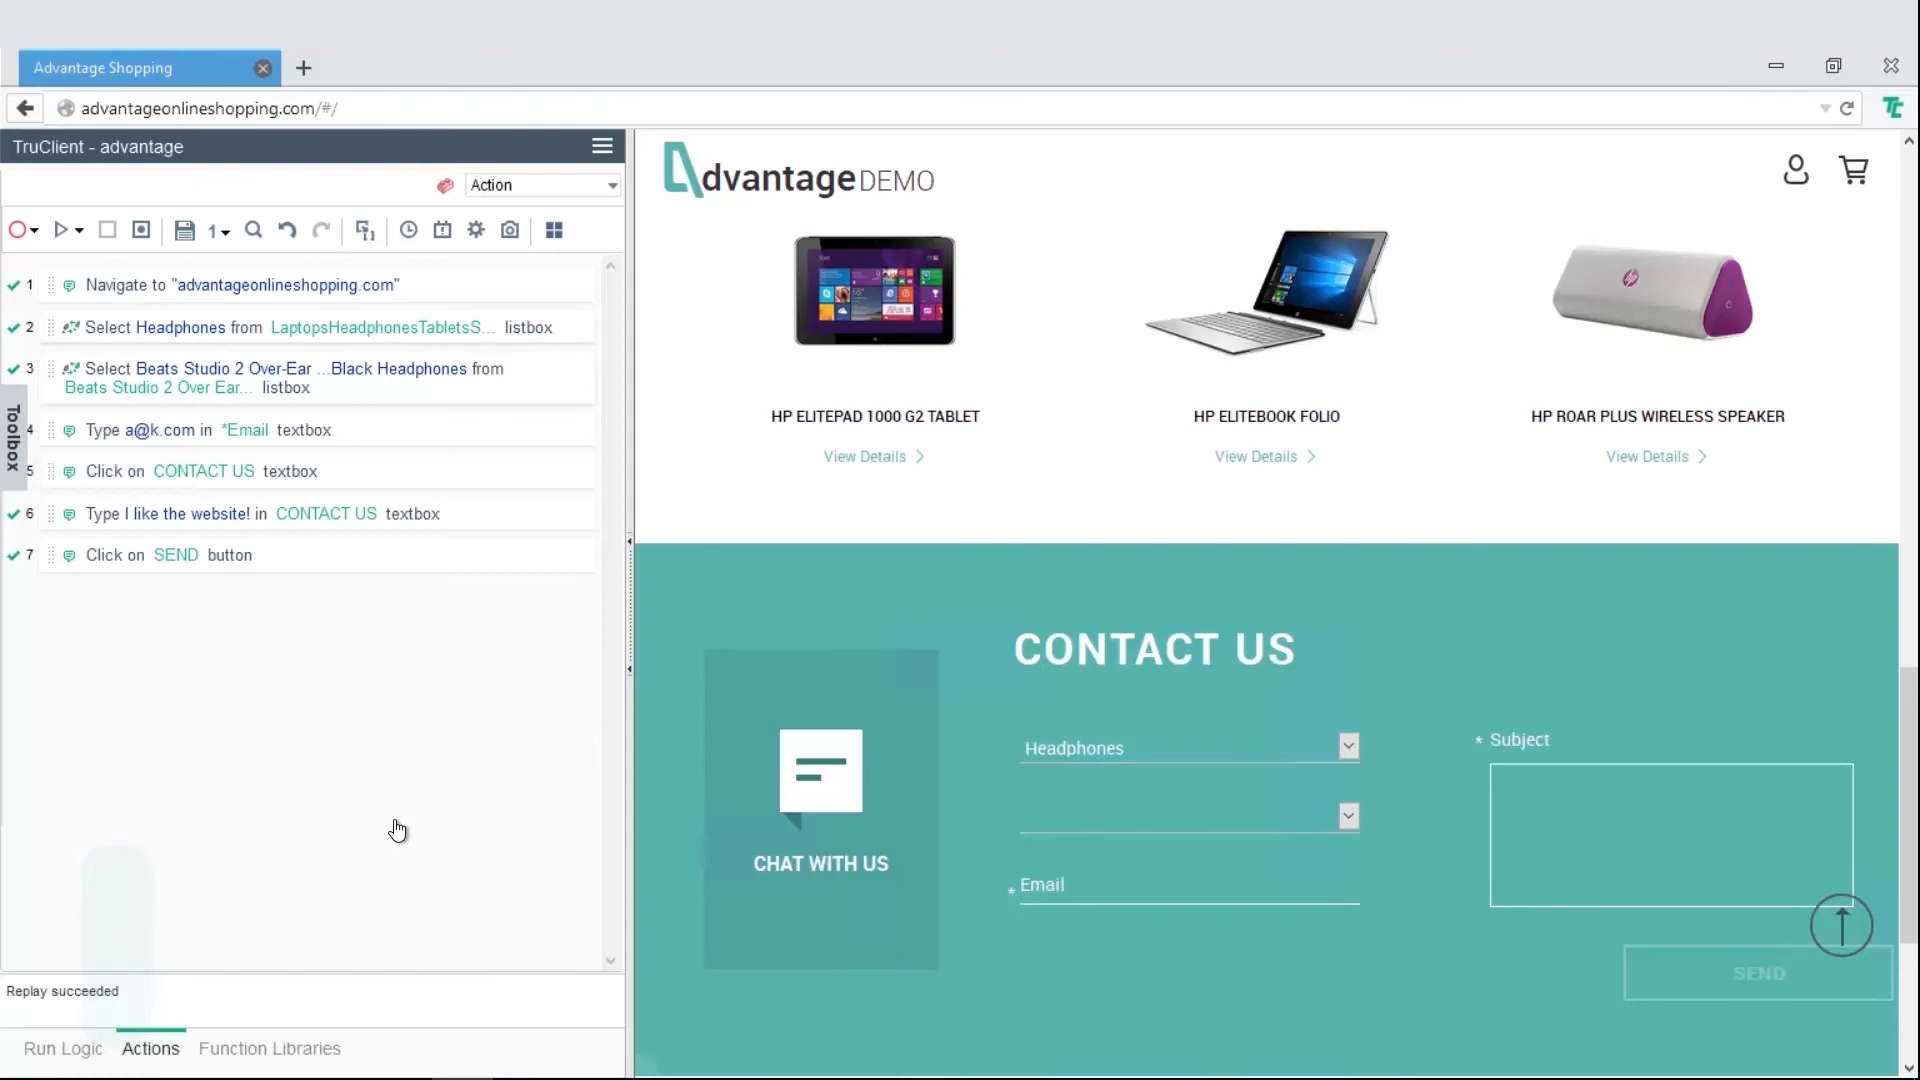 Advantage Shopping
advantageonlineshopping.com/#/
TruClient - advantage
Action
1
1 Navigate to "advantageonlineshopping.com"
2 Select Headphones from LaptopsHeadphonesTabletsS... listbox
3 Select Beats Studio 2 Over-Ear ...Black Headphones from
Beats Studio 2 Over Ear... listbox
4 Type a@k.com in *Email textbox
5 Click on CONTACT US textbox
6 Type I like the website! in CONTACT US textbox
7 Click on SEND button
Toolbox
Replay succeeded
Run Logic Actions Function Libraries
TC
AdvantageDEMO
HP ELITEPAD 1000 G2 TABLET
View Details
HP ELITEBOOK FOLIO
View Details
HP ROAR PLUS WIRELESS SPEAKER
View Details
CHAT WITH US
CONTACT US
Headphones
* Email
* Subject
SEND